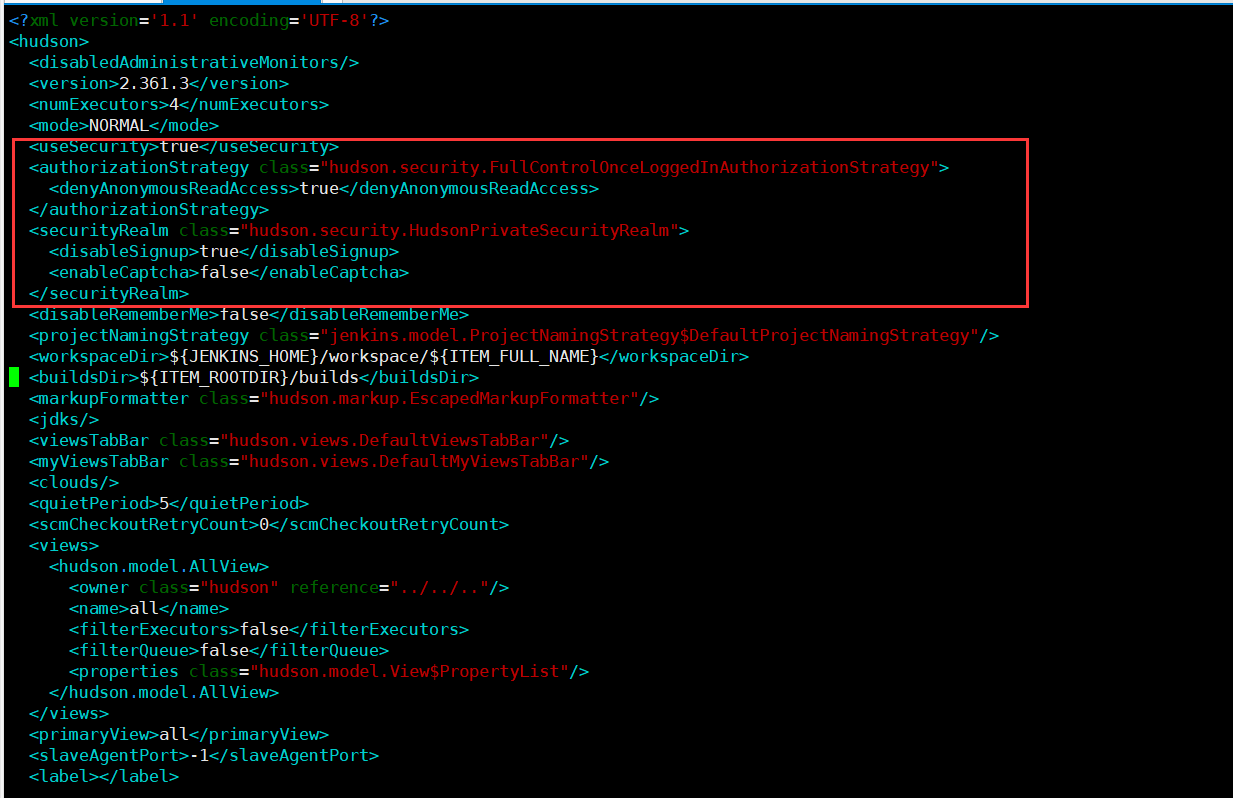 <?xml version='1.1' encoding='UTF-8'?>
<hudson>
  <disabledAdministrativeMonitors/>
  <version>2.361.3</version>
  <numExecutors>4</numExecutors>
  <mode>NORMAL</mode>
  <useSecurity>true</useSecurity>
  <authorizationStrategy class="hudson.security.FullControlOnceLoggedInAuthorizationStrategy">
    <denyAnonymousReadAccess>true</denyAnonymousReadAccess>
  </authorizationStrategy>
  <securityRealm class="hudson.security.HudsonPrivateSecurityRealm">
    <disableSignup>true</disableSignup>
    <enableCaptcha>false</enableCaptcha>
  </securityRealm>
  <disableRememberMe>false</disableRememberMe>
  <projectNamingStrategy class="jenkins.model.ProjectNamingStrategy$DefaultProjectNamingStrategy"/>
  <workspaceDir>${JENKINS_HOME}/workspace/${ITEM_FULL_NAME}</workspaceDir>
  <buildsDir>${ITEM_ROOTDIR}/builds</buildsDir>
  <markupFormatter class="hudson.markup.EscapedMarkupFormatter"/>
  <jdks/>
  <viewsTabBar class="hudson.views.DefaultViewsTabBar"/>
  <myViewsTabBar class="hudson.views.DefaultMyViewsTabBar"/>
  <clouds/>
  <quietPeriod>5</quietPeriod>
  <scmCheckoutRetryCount>0</scmCheckoutRetryCount>
  <views>
    <hudson.model.AllView>
      <owner class="hudson" reference="../../.."/>
      <name>all</name>
      <filterExecutors>false</filterExecutors>
      <filterQueue>false</filterQueue>
      <properties class="hudson.model.View$PropertyList"/>
    </hudson.model.AllView>
  </views>
  <primaryView>all</primaryView>
  <slaveAgentPort>-1</slaveAgentPort>
  <label></label>